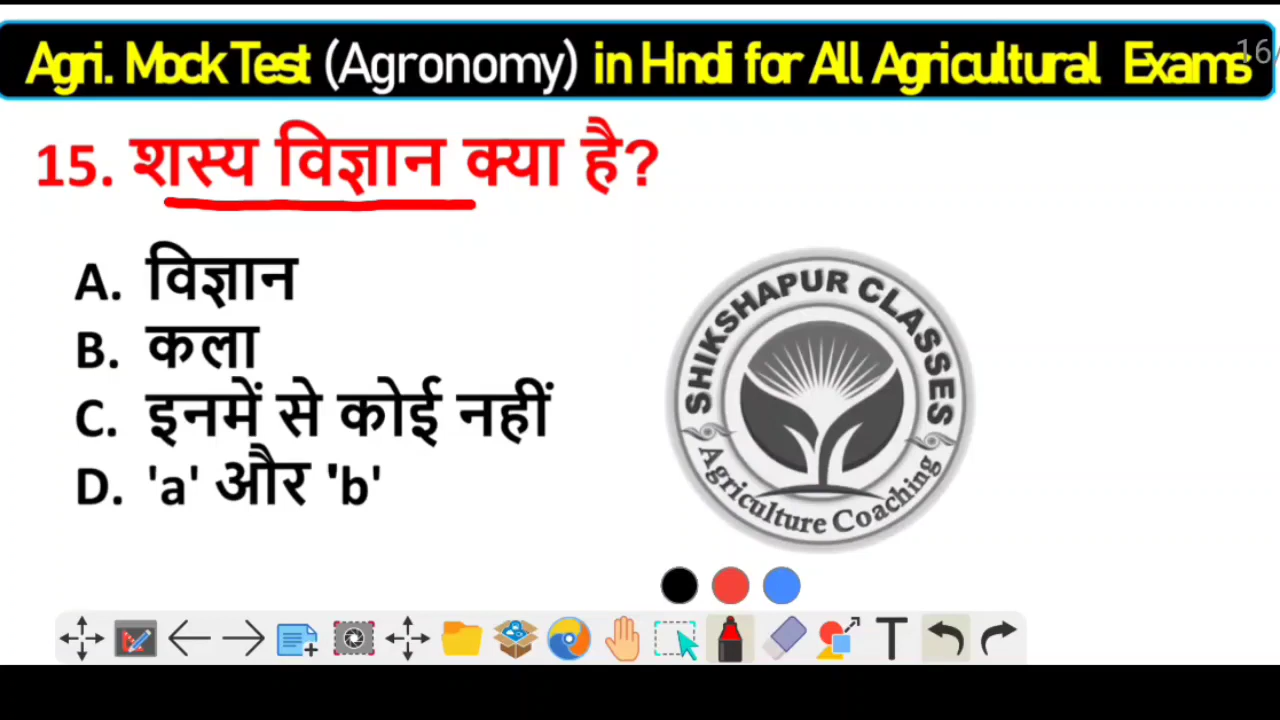 Agri. Mock Test (Agronomy) in Hndi for All Agricultural Exams
16
15. शस्य विज्ञान क्या है?
A. विज्ञान
B. कला
C. इनमें से कोई नहीं
D. 'a' और 'b'
SHIKSHAPUR CLASSES
Agriculture Coaching
T